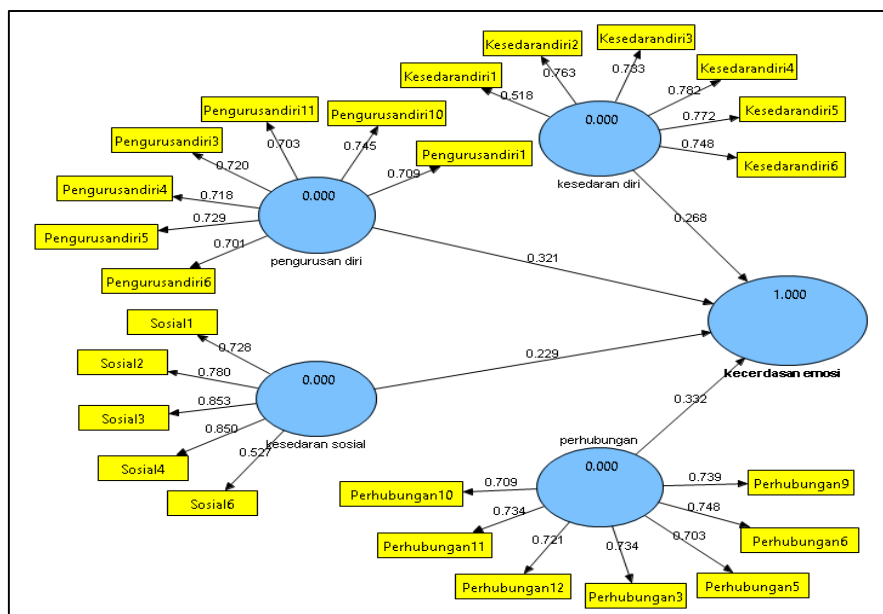 Kesedarandiri3
Kesedarandiri2
Kesedarandiri1
Kesedarandiri4
Kesedarandiri5
Kesedarandiri6
0.518
0.763
0.733
0.782
0.772
0.748
0.000
kesedaran diri
0.268
Pengurusandiri11
Pengurusandiri10
Pengurusandiri3
Pengurusandiri1
Pengurusandiri4
Pengurusandiri5
Pengurusandiri6
0.703
0.745
0.720
0.709
0.718
0.729
0.701
0.000
pengurusan diri
0.321
1.000
kecerdasan emosi
Sosial1
Sosial2
Sosial3
Sosial4
Sosial6
0.728
0.780
0.853
0.850
0.527
0.000
kesedaran sosial
0.229
0.332
perhubungan
0.000
0.709
0.734
0.721
0.734
0.703
0.748
0.739
Perhubungan10
Perhubungan11
Perhubungan12
Perhubungan3
Perhubungan5
Perhubungan6
Perhubungan9